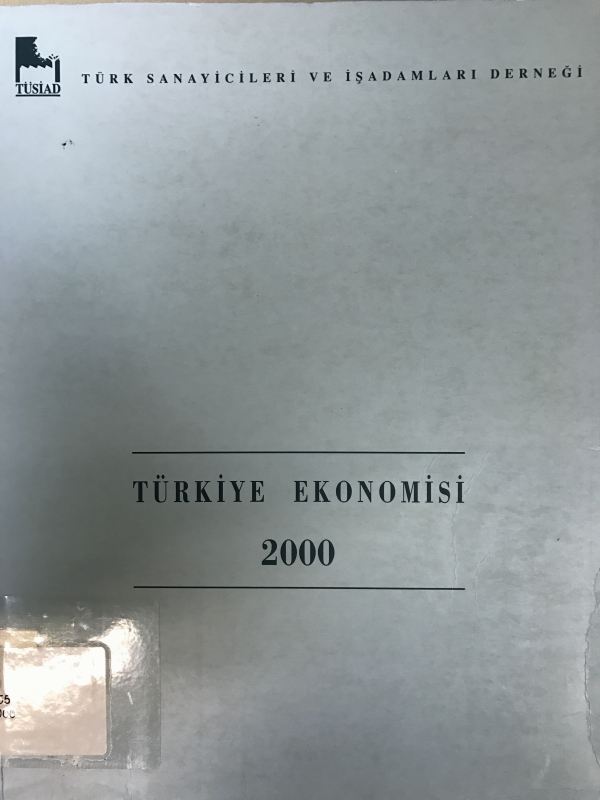 TÜSİAD
TÜRK SANAYİCİLERİ VE İŞADAMLARI DERNEĞİ
TÜRKİYE EKONOMİSİ
2000